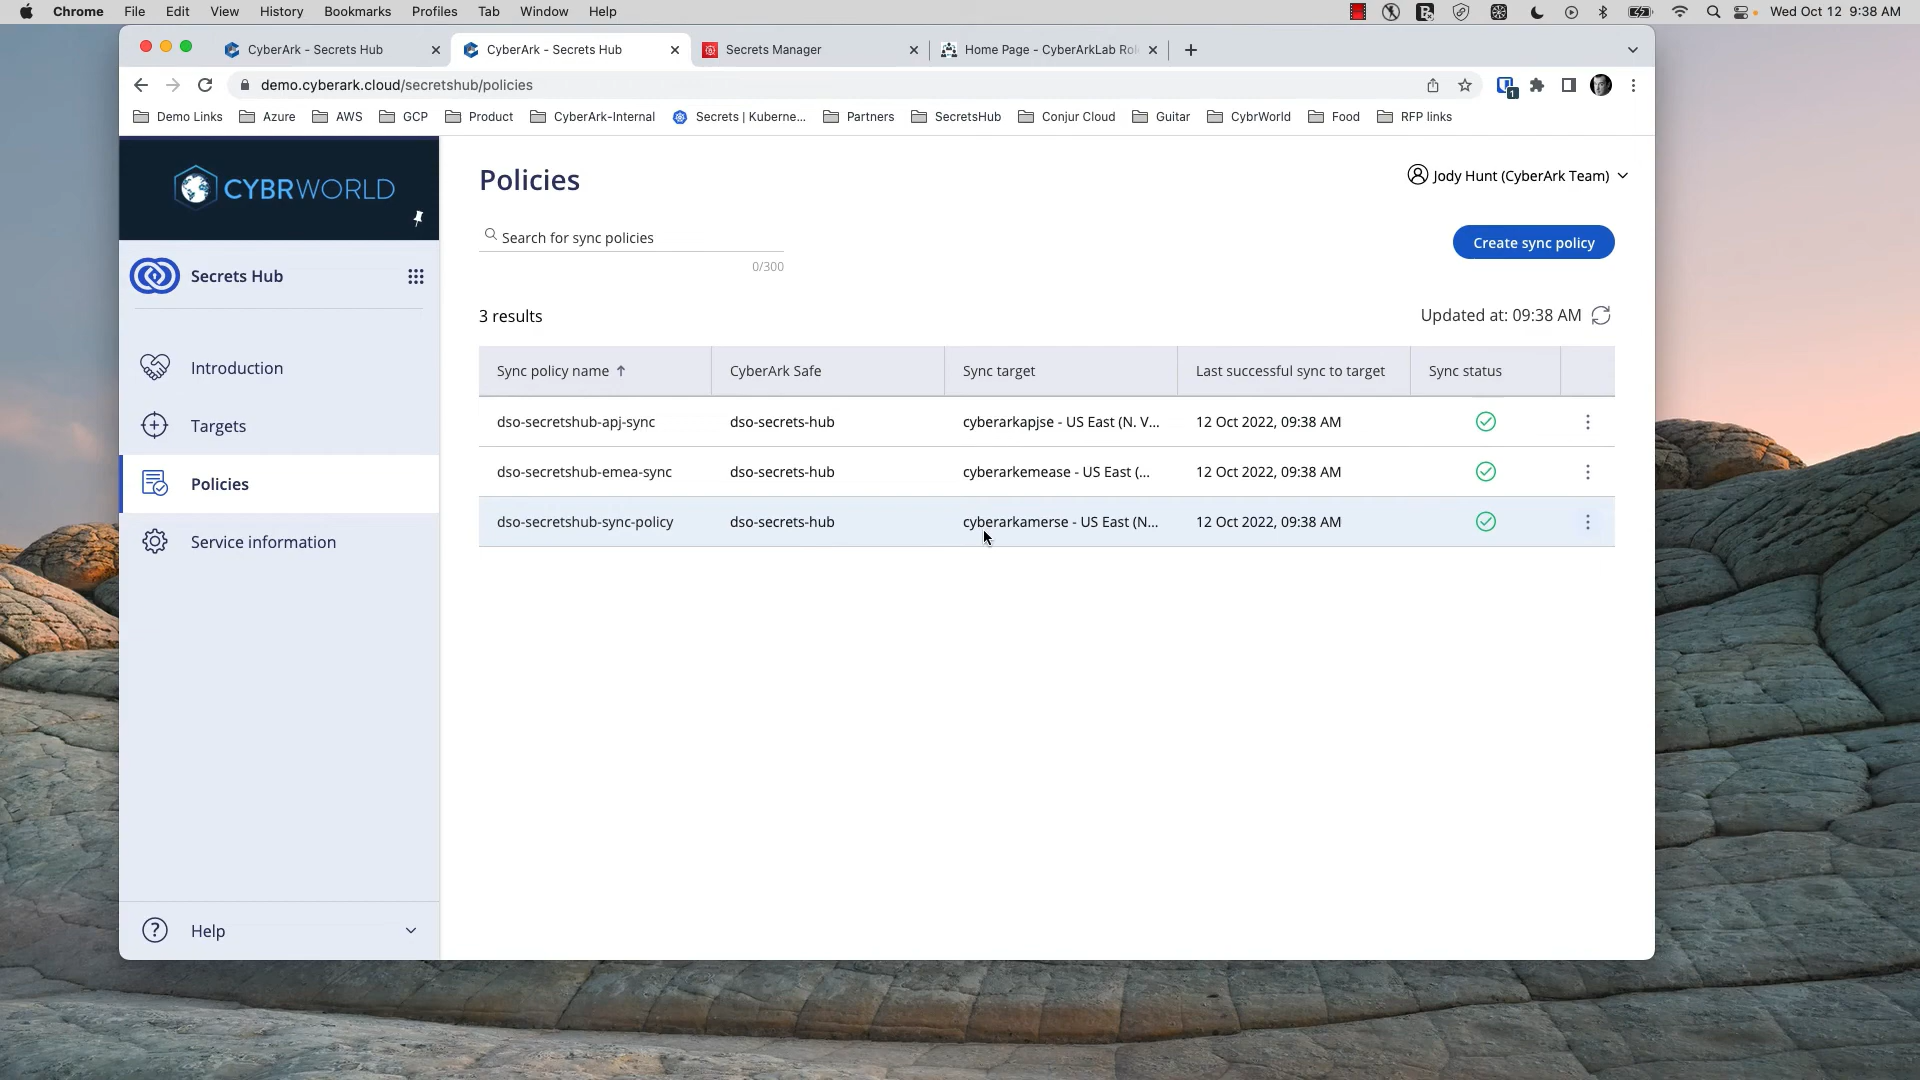 Chrome File Edit View History Bookmarks Profiles Tab Window Help Wed Oct 12 9:38 AM
CyberArk - Secrets Hub CyberArk - Secrets Hub Secrets Manager Home Page - CyberArkLab Rol
demo.cyberark.cloud/secretshub/policies 1
Demo Links Azure AWS GCP Product CyberArk-Internal Secrets | Kuberne... Partners SecretsHub Conjur Cloud Guitar CybrWorld Food RFP links
CYBRWORLD
Secrets Hub
Introduction
Targets
Policies
Service information
Help
Policies
Jody Hunt (CyberArk Team)
Search for sync policies
0/300
Create sync policy
3 results
Updated at: 09:38 AM
Sync policy name CyberArk Safe Sync target Last successful sync to target Sync status
dso-secretshub-apj-sync dso-secrets-hub cyberarkapjse - US East (N. V... 12 Oct 2022, 09:38 AM
dso-secretshub-emea-sync dso-secrets-hub cyberarkemease - US East (... 12 Oct 2022, 09:38 AM
dso-secretshub-sync-policy dso-secrets-hub cyberarkamerse - US East (N... 12 Oct 2022, 09:38 AM